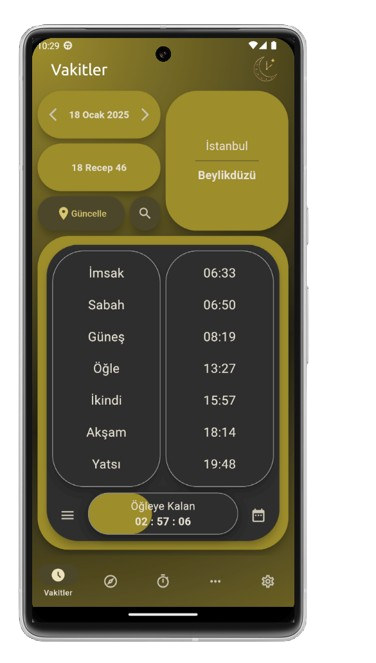 10:29
Vakitler
18 Ocak 2025
18 Recep 46
Güncelle
İstanbul
Beylikdüzü
İmsak 06:33
Sabah 06:50
Güneş 08:19
Öğle 13:27
İkindi 15:57
Akşam 18:14
Yatsı 19:48
Öğleye Kalan
02 : 57 : 06
Vakitler